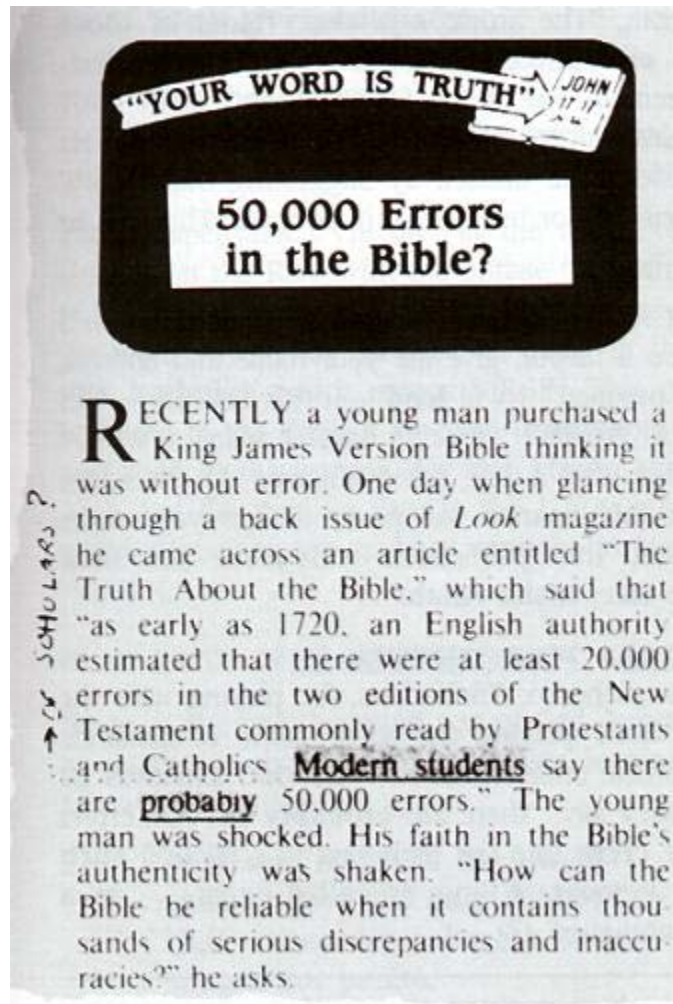 "YOUR WORD IS TRUTH"
JOHN
50,000 Errors
in the Bible?
RECENTLY a young man purchased a
King James Version Bible thinking it
was without error. One day when glancing
through a back issue of Look magazine
he came across an article entitled "The
Truth About the Bible," which said that
"as early as 1720, an English authority
estimated that there were at least 20,000
errors in the two editions of the New
Testament commonly read by Protestants
and Catholics. Modern students say there
are probably 50,000 errors." The young
man was shocked. His faith in the Bible's
authenticity was shaken. "How can the
Bible be reliable when it contains thou-
sands of serious discrepancies and inaccu-
racies?" he asks.
SCHOLARS?